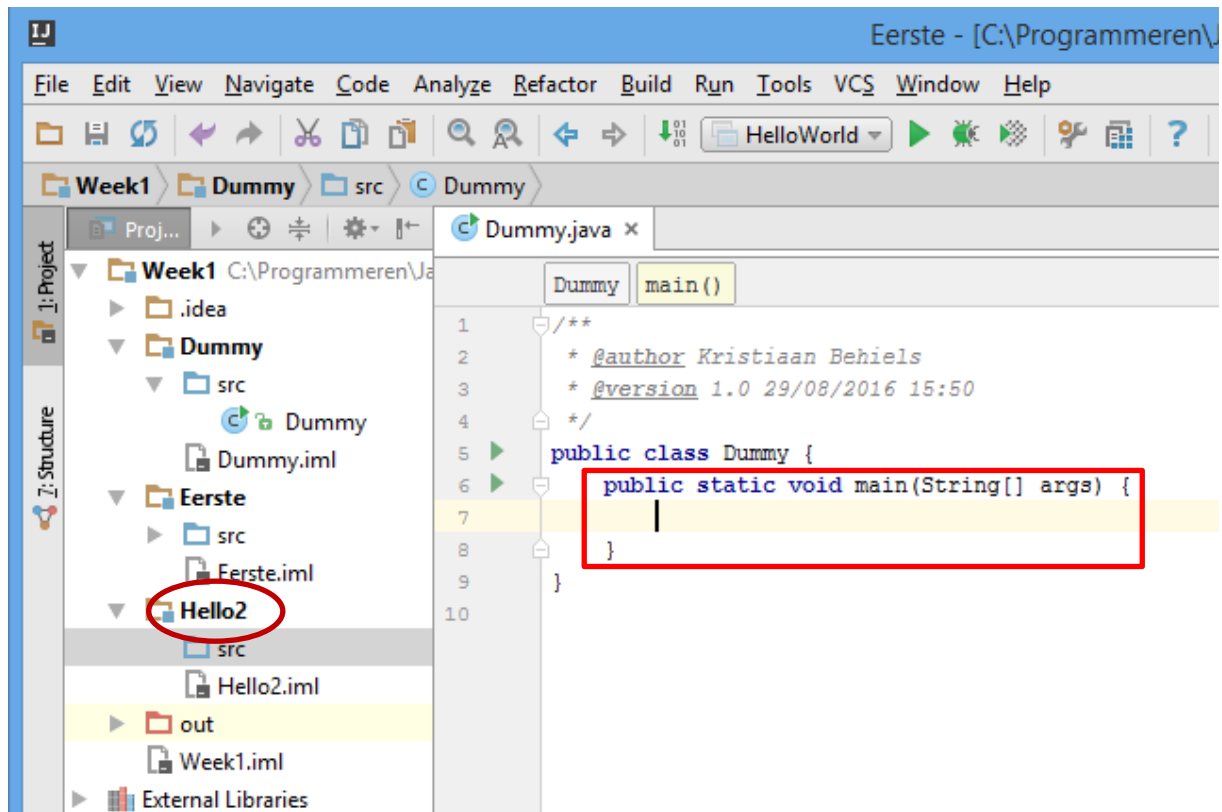 IJ
Eerste - [C:\Programmeren\J
File Edit View Navigate Code Analyze Refactor Build Run Tools VCS Window Help
HelloWorld
Week1 Dummy src Dummy
Proj...
1: Project
7: Structure
Week1 C:\Programmeren\Ja
.idea
Dummy
src
Dummy
Dummy.iml
Eerste
src
Eerste.iml
Hello2
src
Hello2.iml
out
Week1.iml
External Libraries
Dummy.java
Dummy main()
1 /**
2 * @author Kristiaan Behiels
3 * @version 1.0 29/08/2016 15:50
4 */
5 public class Dummy {
6 public static void main(String[] args) {
7
8 }
9 }
10